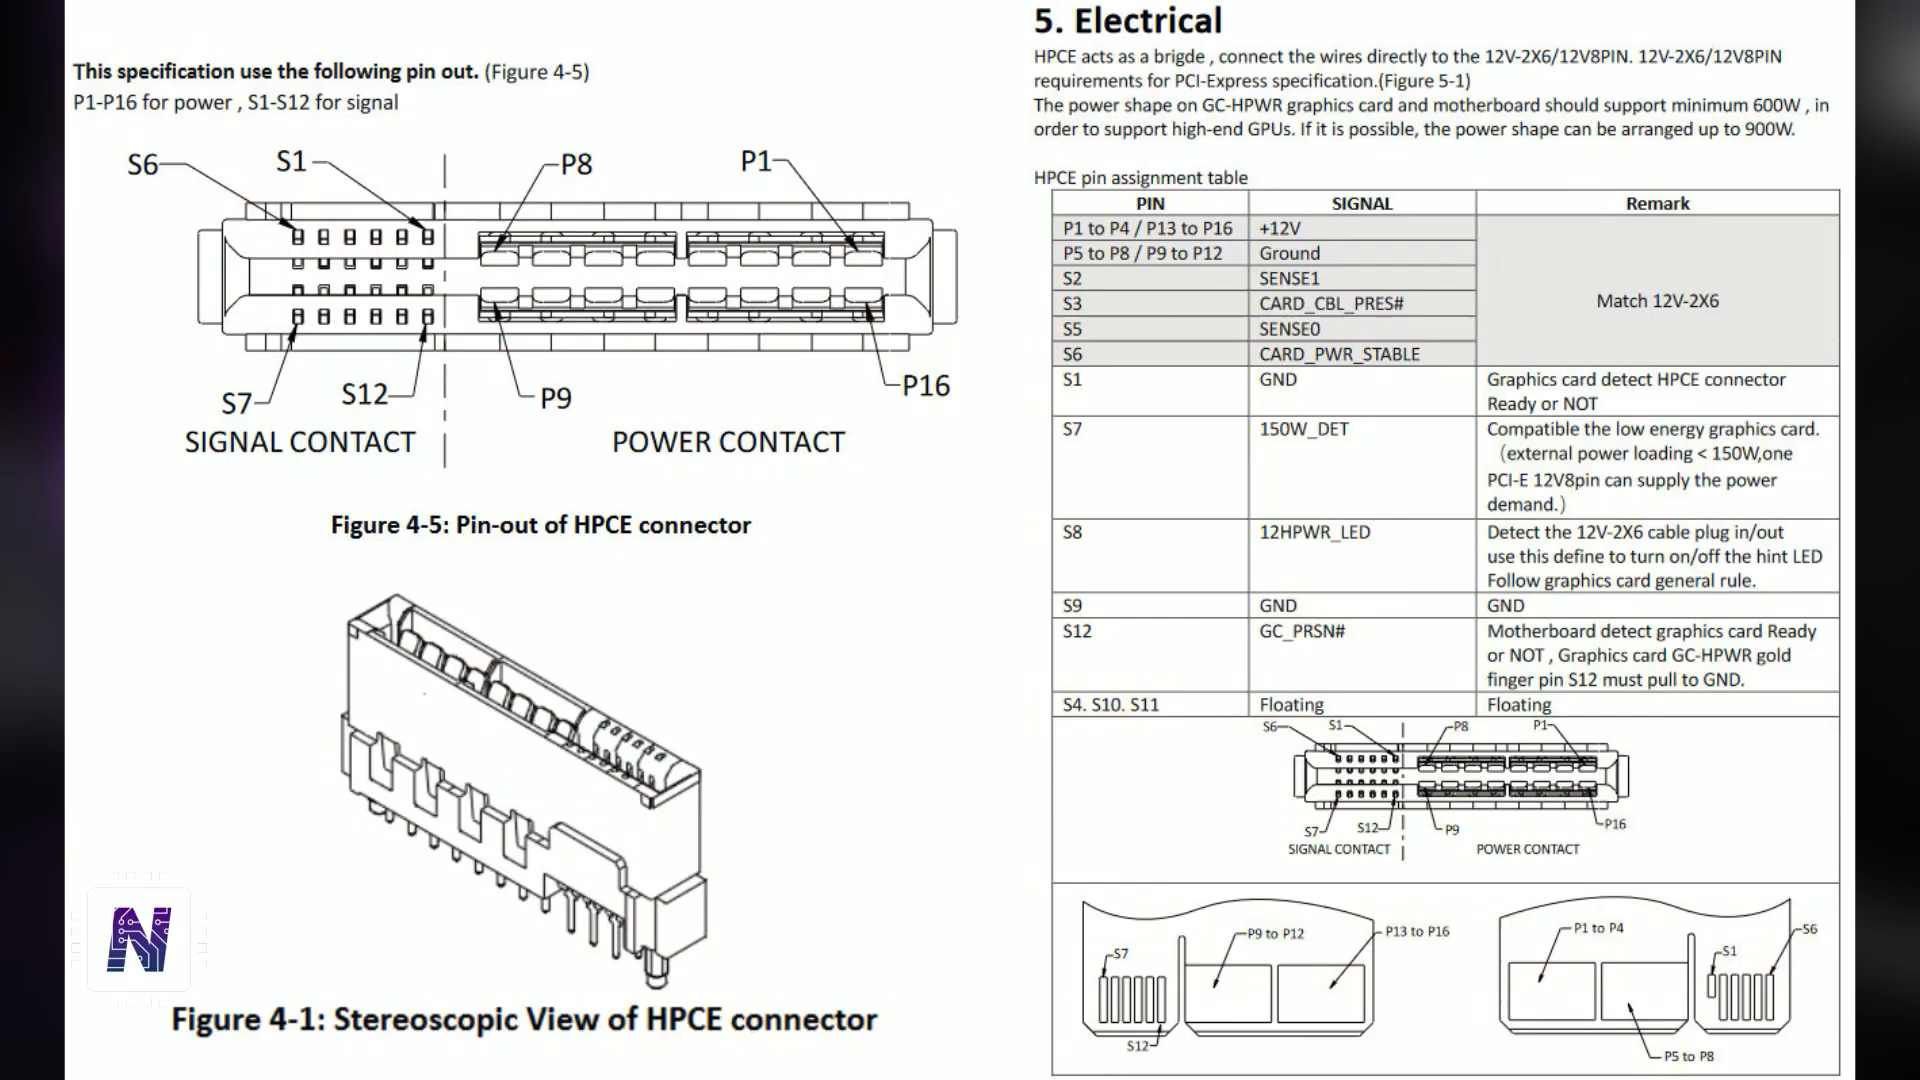 This specification use the following pin out. (Figure 4-5)
P1-P16 for power , S1-S12 for signal
S6
S1
P8
P1
S7
S12
P9
P16
SIGNAL CONTACT
POWER CONTACT
Figure 4-5: Pin-out of HPCE connector
Figure 4-1: Stereoscopic View of HPCE connector
N
5. Electrical
HPCE acts as a brigde , connect the wires directly to the 12V-2X6/12V8PIN. 12V-2X6/12V8PIN
requirements for PCI-Express specification.(Figure 5-1)
The power shape on GC-HPWR graphics card and motherboard should support minimum 600W , in
order to support high-end GPUs. If it is possible, the power shape can be arranged up to 900W.
HPCE pin assignment table
PIN SIGNAL Remark
P1 to P4 / P13 to P16 +12V
P5 to P8 / P9 to P12 Ground
S2 SENSE1
S3 CARD_CBL_PRES# Match 12V-2X6
S5 SENSE0
S6 CARD_PWR_STABLE
S1 GND Graphics card detect HPCE connector
Ready or NOT
S7 150W_DET Compatible the low energy graphics card.
（external power loading < 150W,one
PCI-E 12V8pin can supply the power
demand.）
S8 12HPWR_LED Detect the 12V-2X6 cable plug in/out
use this define to turn on/off the hint LED
Follow graphics card general rule.
S9 GND GND
S12 GC_PRSN# Motherboard detect graphics card Ready
or NOT , Graphics card GC-HPWR gold
finger pin S12 must pull to GND.
S4. S10. S11 Floating Floating
S6
S1
P8
P1
S7
S12
P9
P16
SIGNAL CONTACT
POWER CONTACT
S7
P9 to P12
P13 to P16
S12
P1 to P4
S1
S6
P5 to P8